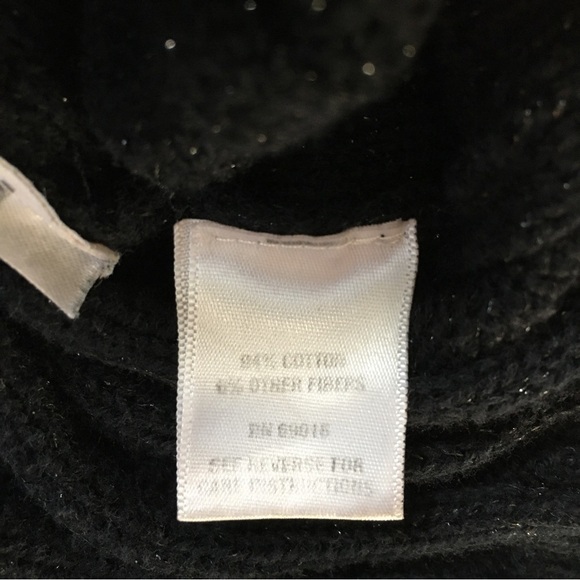 94% COTTON
6% OTHER FIBERS
RN 69016
SEE REVERSE FOR
CARE INSTRUCTIONS